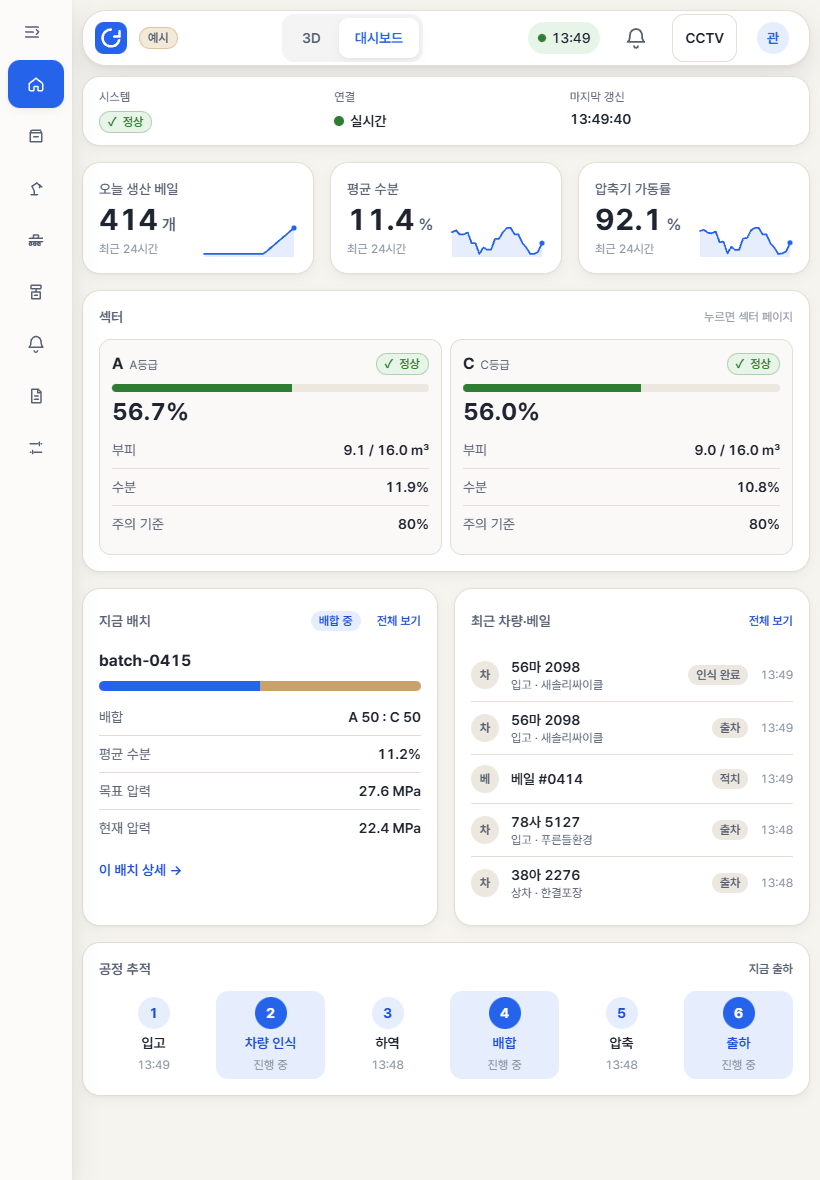 예시
3D
대시보드
13:49
CCTV
관
시스템
✓ 정상
연결
실시간
마지막 갱신
13:49:40
오늘 생산 베일
414 개
최근 24시간
평균 수분
11.4 %
최근 24시간
압축기 가동률
92.1 %
최근 24시간
섹터
누르면 섹터 페이지
A A등급
✓ 정상
56.7%
부피 9.1 / 16.0 m³
수분 11.9%
주의 기준 80%
C C등급
✓ 정상
56.0%
부피 9.0 / 16.0 m³
수분 10.8%
주의 기준 80%
지금 배치
배합 중
전체 보기
batch-0415
배합 A 50 : C 50
평균 수분 11.2%
목표 압력 27.6 MPa
현재 압력 22.4 MPa
이 배치 상세 →
최근 차량·베일
전체 보기
차 56마 2098 인식 완료 13:49
입고 · 새솔리싸이클
차 56마 2098 출차 13:49
입고 · 새솔리싸이클
베 베일 #0414 적치 13:49
차 78사 5127 출차 13:48
입고 · 푸른들환경
차 38아 2276 출차 13:48
상차 · 한결포장
공정 추적
지금 출하
1
입고
13:49
2
차량 인식
진행 중
3
하역
13:48
4
배합
진행 중
5
압축
13:48
6
출하
진행 중